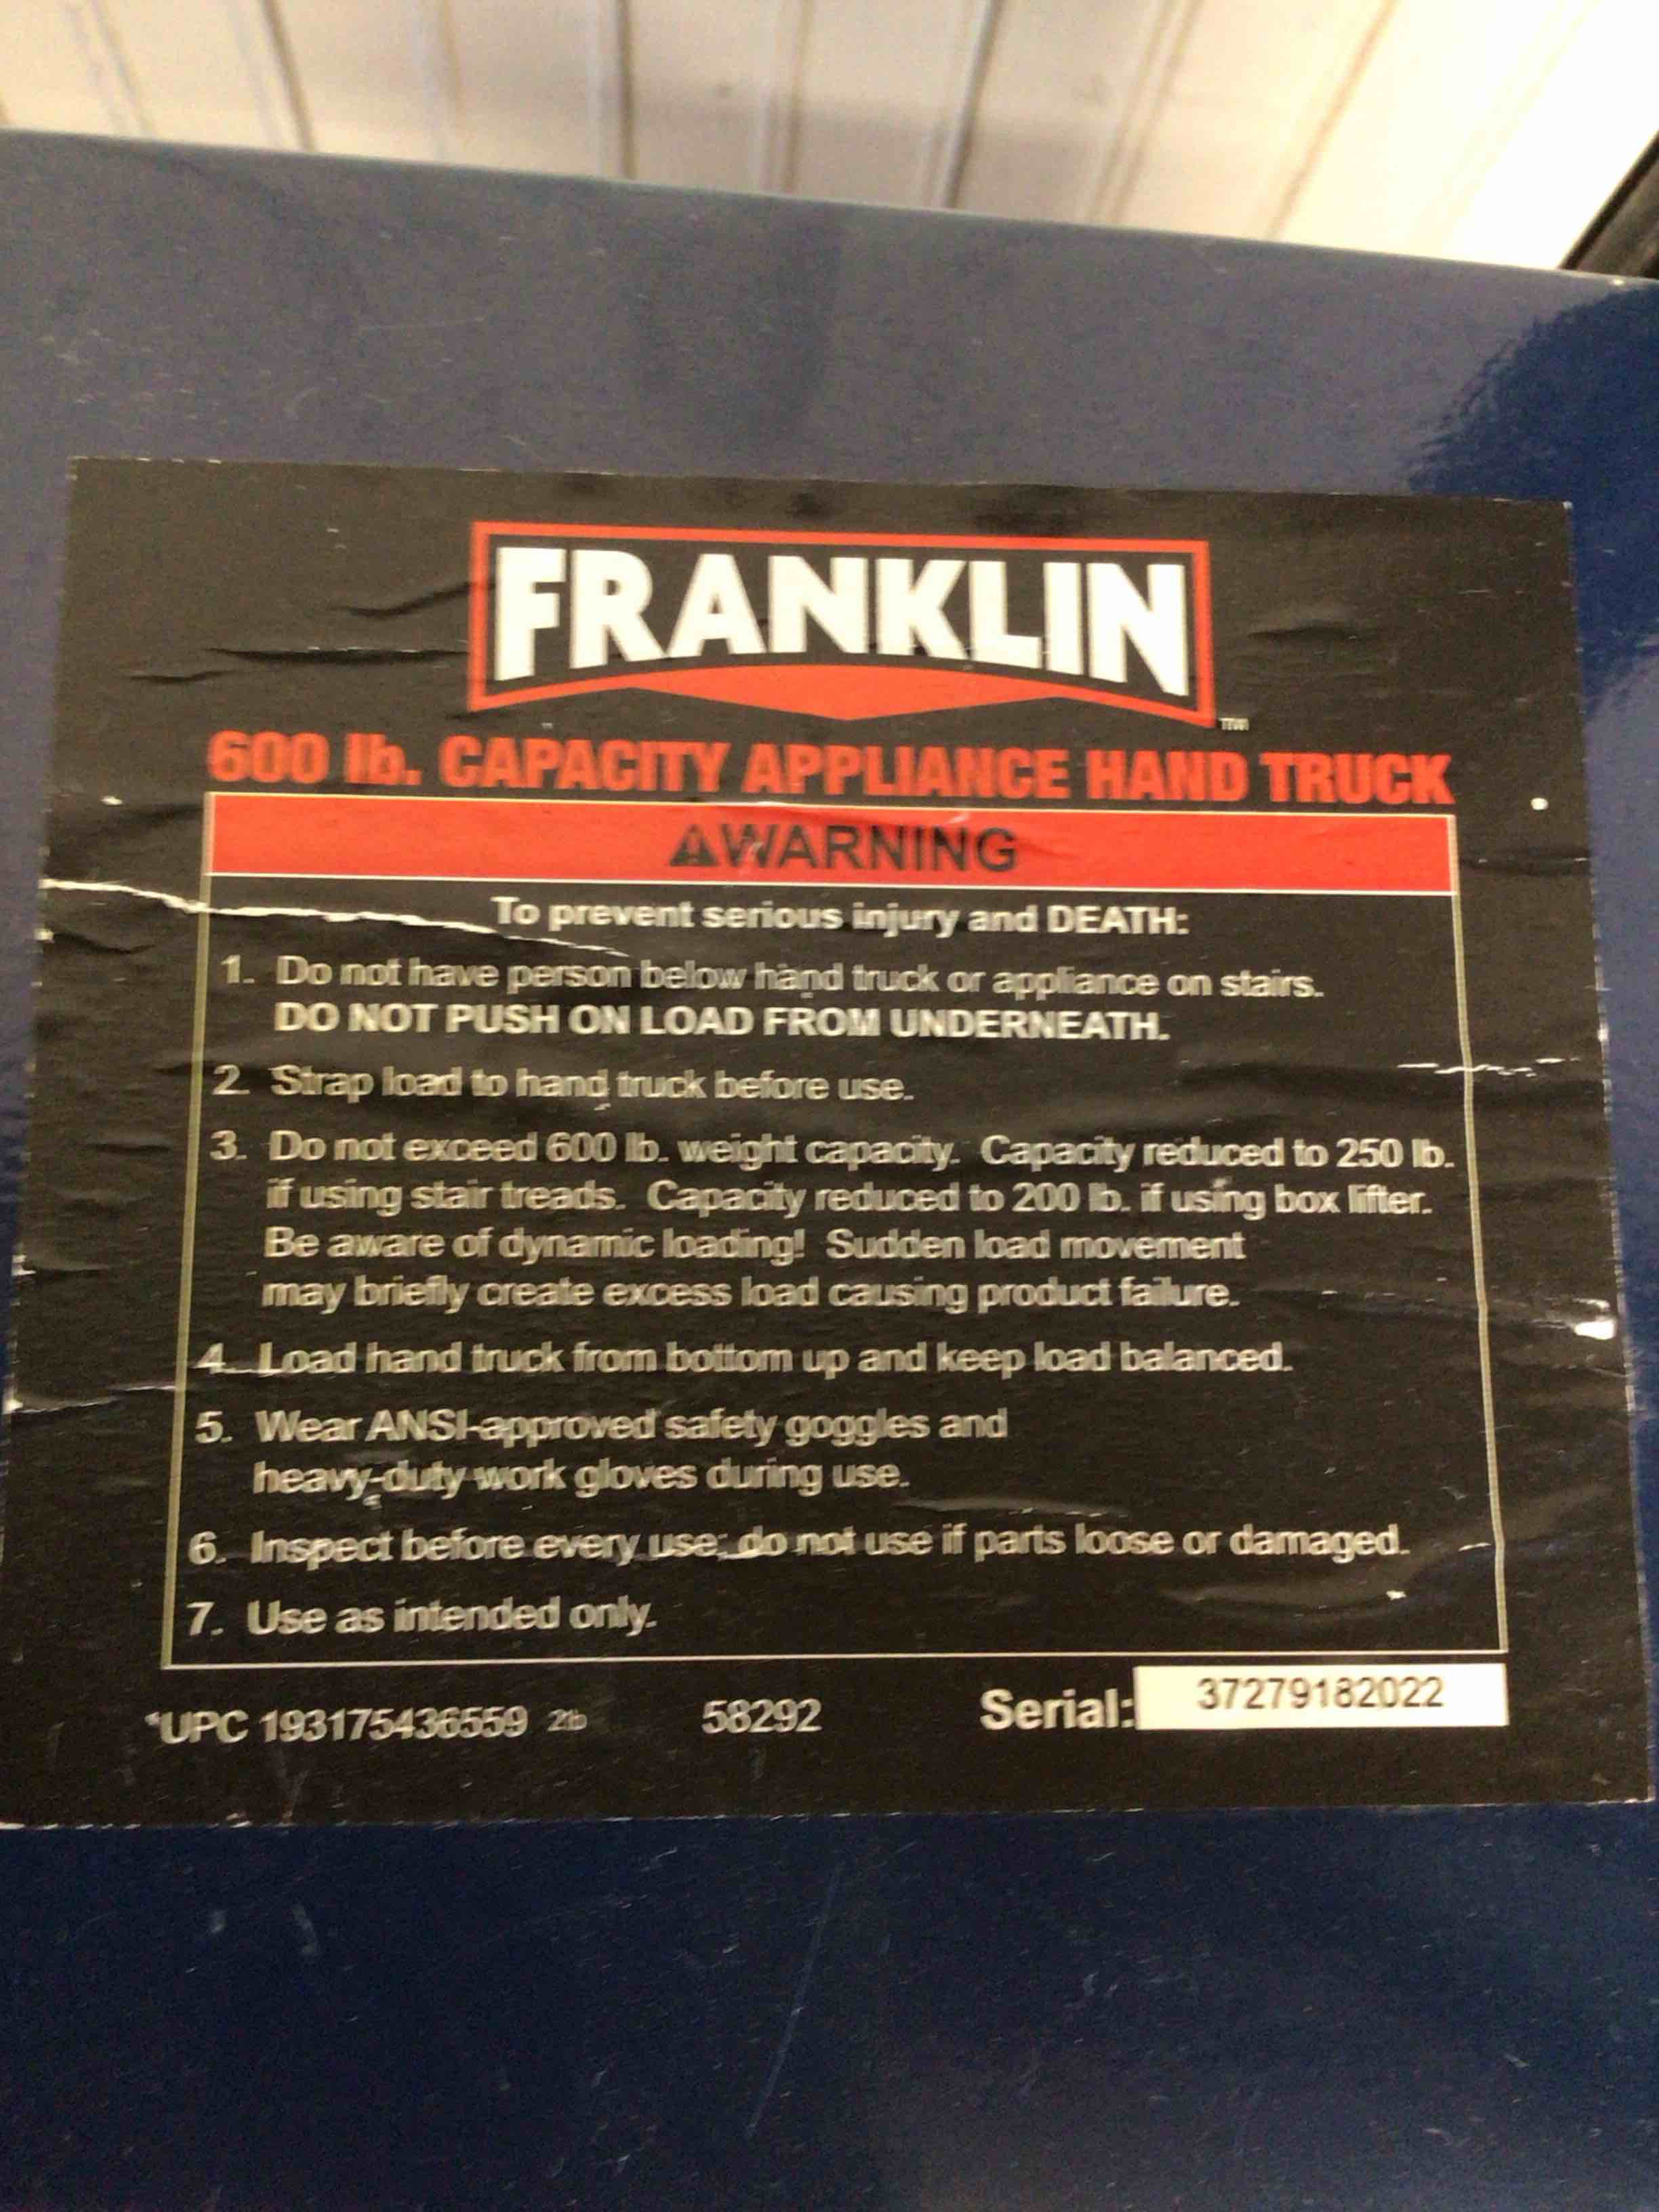 FRANKLIN
TM
600 lb. CAPACITY APPLIANCE HAND TRUCK
⚠WARNING
To prevent serious injury and DEATH:
1. Do not have person below hand truck or appliance on stairs.
DO NOT PUSH ON LOAD FROM UNDERNEATH.
2. Strap load to hand truck before use.
3. Do not exceed 600 lb. weight capacity. Capacity reduced to 250 lb.
if using stair treads. Capacity reduced to 200 lb. if using box lifter.
Be aware of dynamic loading! Sudden load movement
may briefly create excess load causing product failure.
4. Load hand truck from bottom up and keep load balanced.
5. Wear ANSI-approved safety goggles and
heavy-duty work gloves during use.
6. Inspect before every use; do not use if parts loose or damaged.
7. Use as intended only.
*UPC 193175436559 58292 Serial: 37279182022